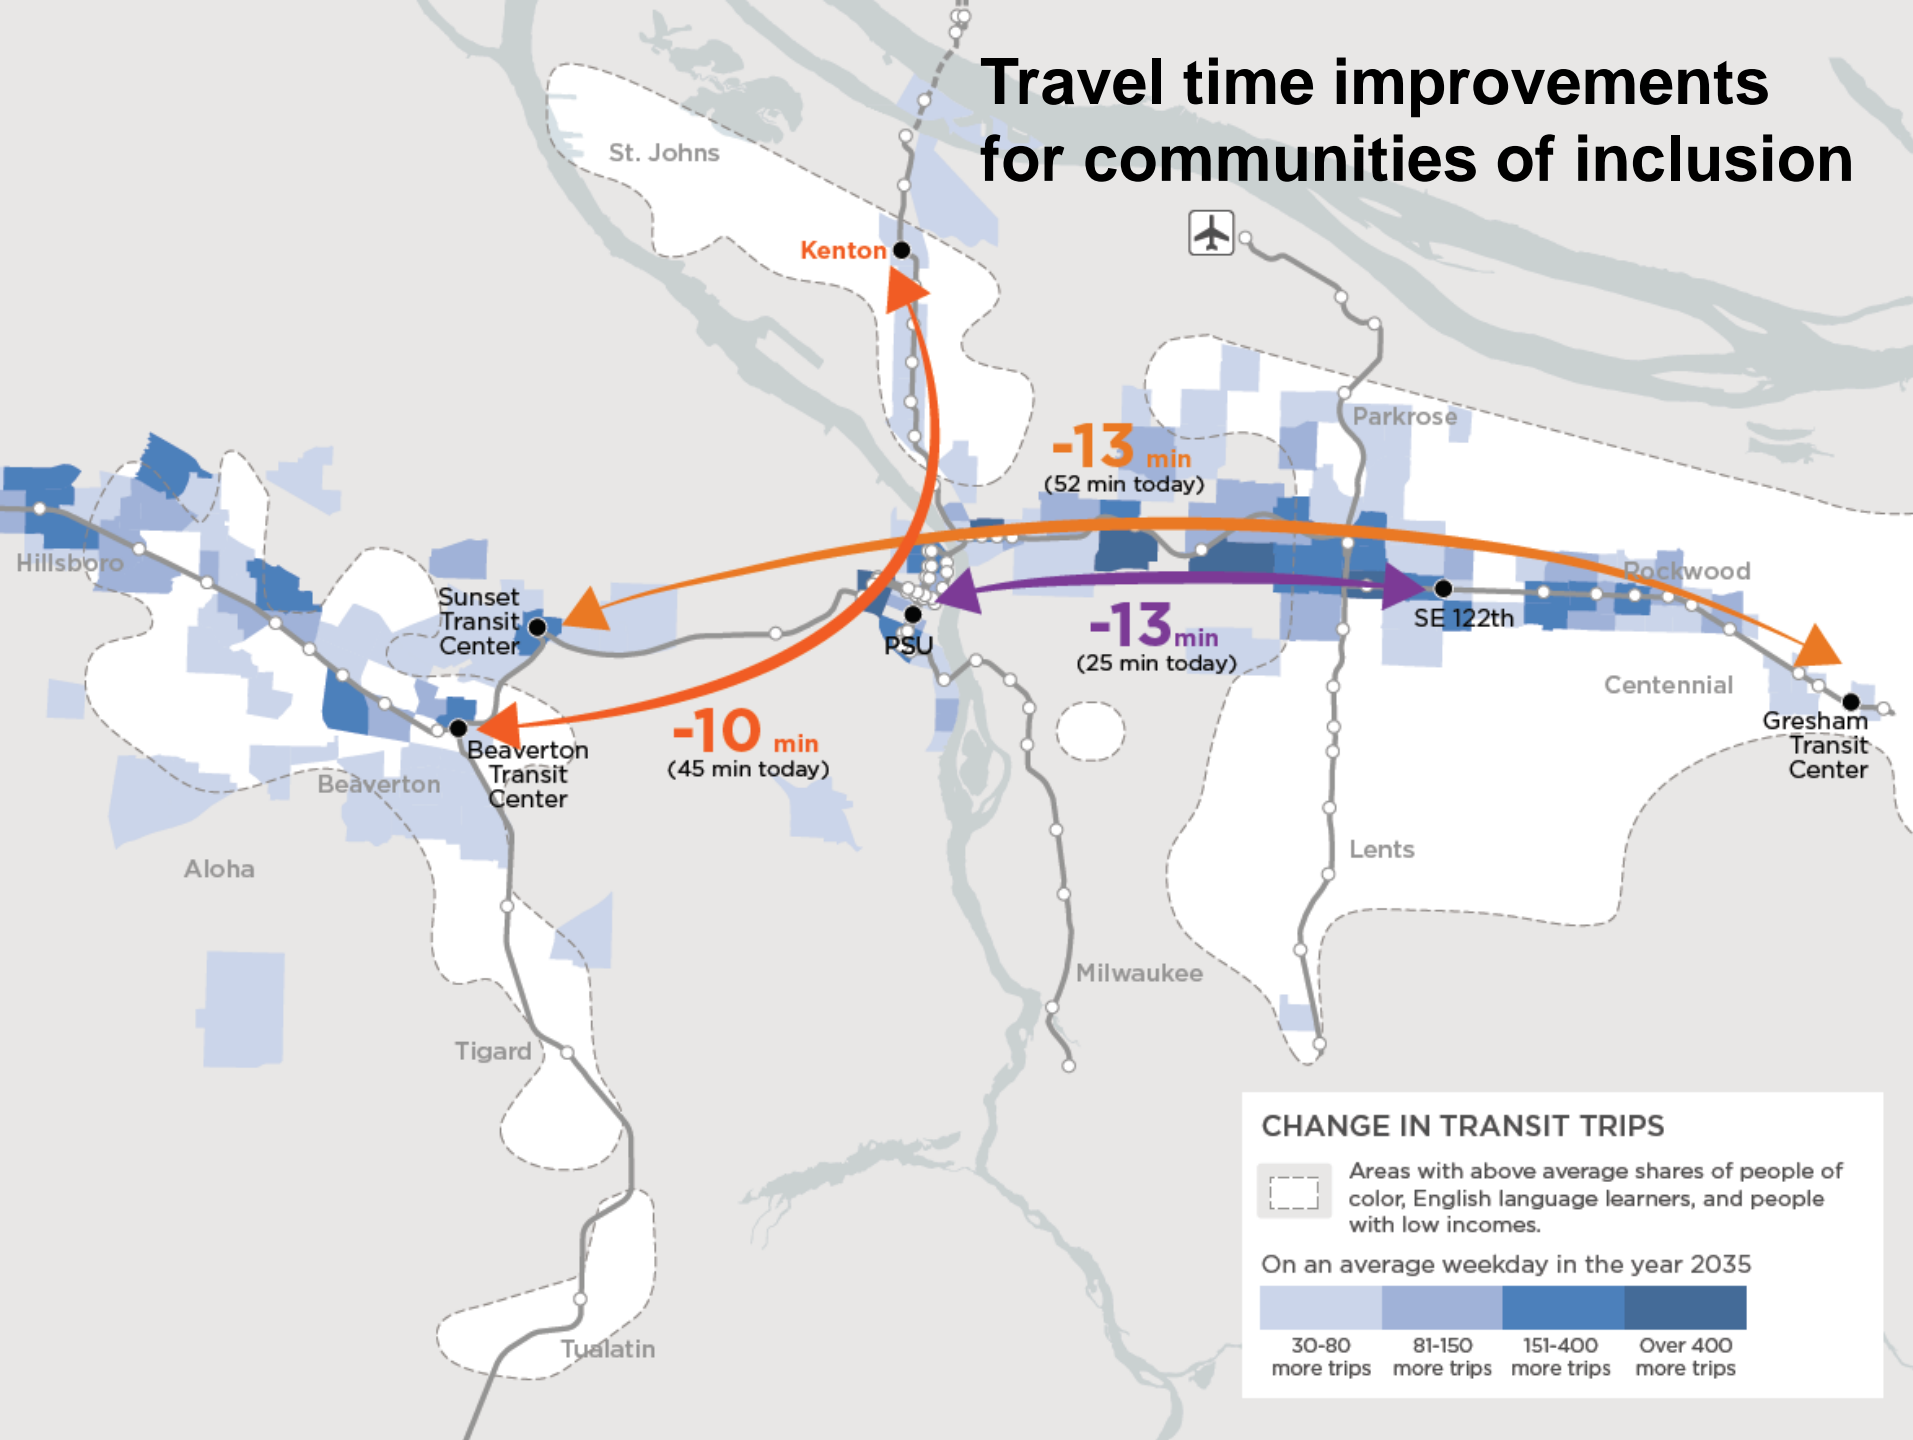 Travel time improvements
for communities of inclusion
St. Johns
Kenton
Parkrose
-13 min
(52 min today)
Hillsboro
Sunset
Transit
Center
Rockwood
SE 122th
-13 min
(25 min today)
PSU
Centennial
Gresham
Transit
Center
-10 min
(45 min today)
Beaverton
Transit
Center
Beaverton
Aloha
Lents
Milwaukee
Tigard
Tualatin
CHANGE IN TRANSIT TRIPS
Areas with above average shares of people of
color, English language learners, and people
with low incomes.
On an average weekday in the year 2035
30-80
more trips
81-150
more trips
151-400
more trips
Over 400
more trips